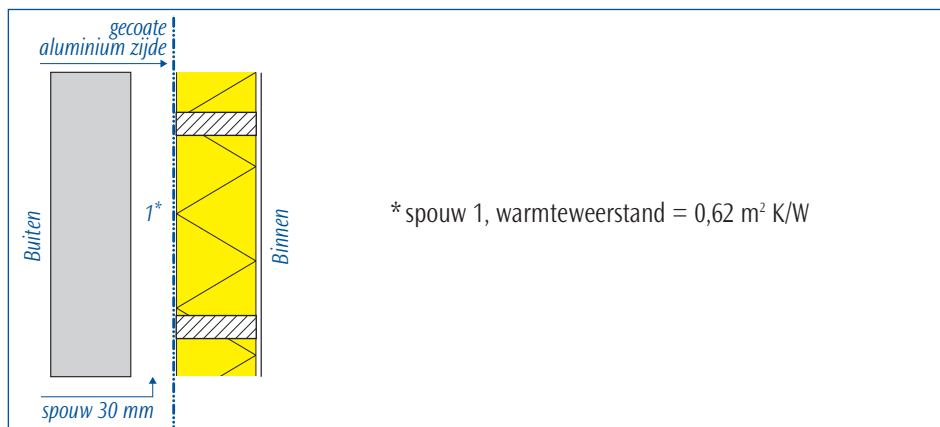 gecoate
aluminium zijde
Buiten
1*
Binnen
* spouw 1, warmteweerstand = 0,62 m² K/W
spouw 30 mm